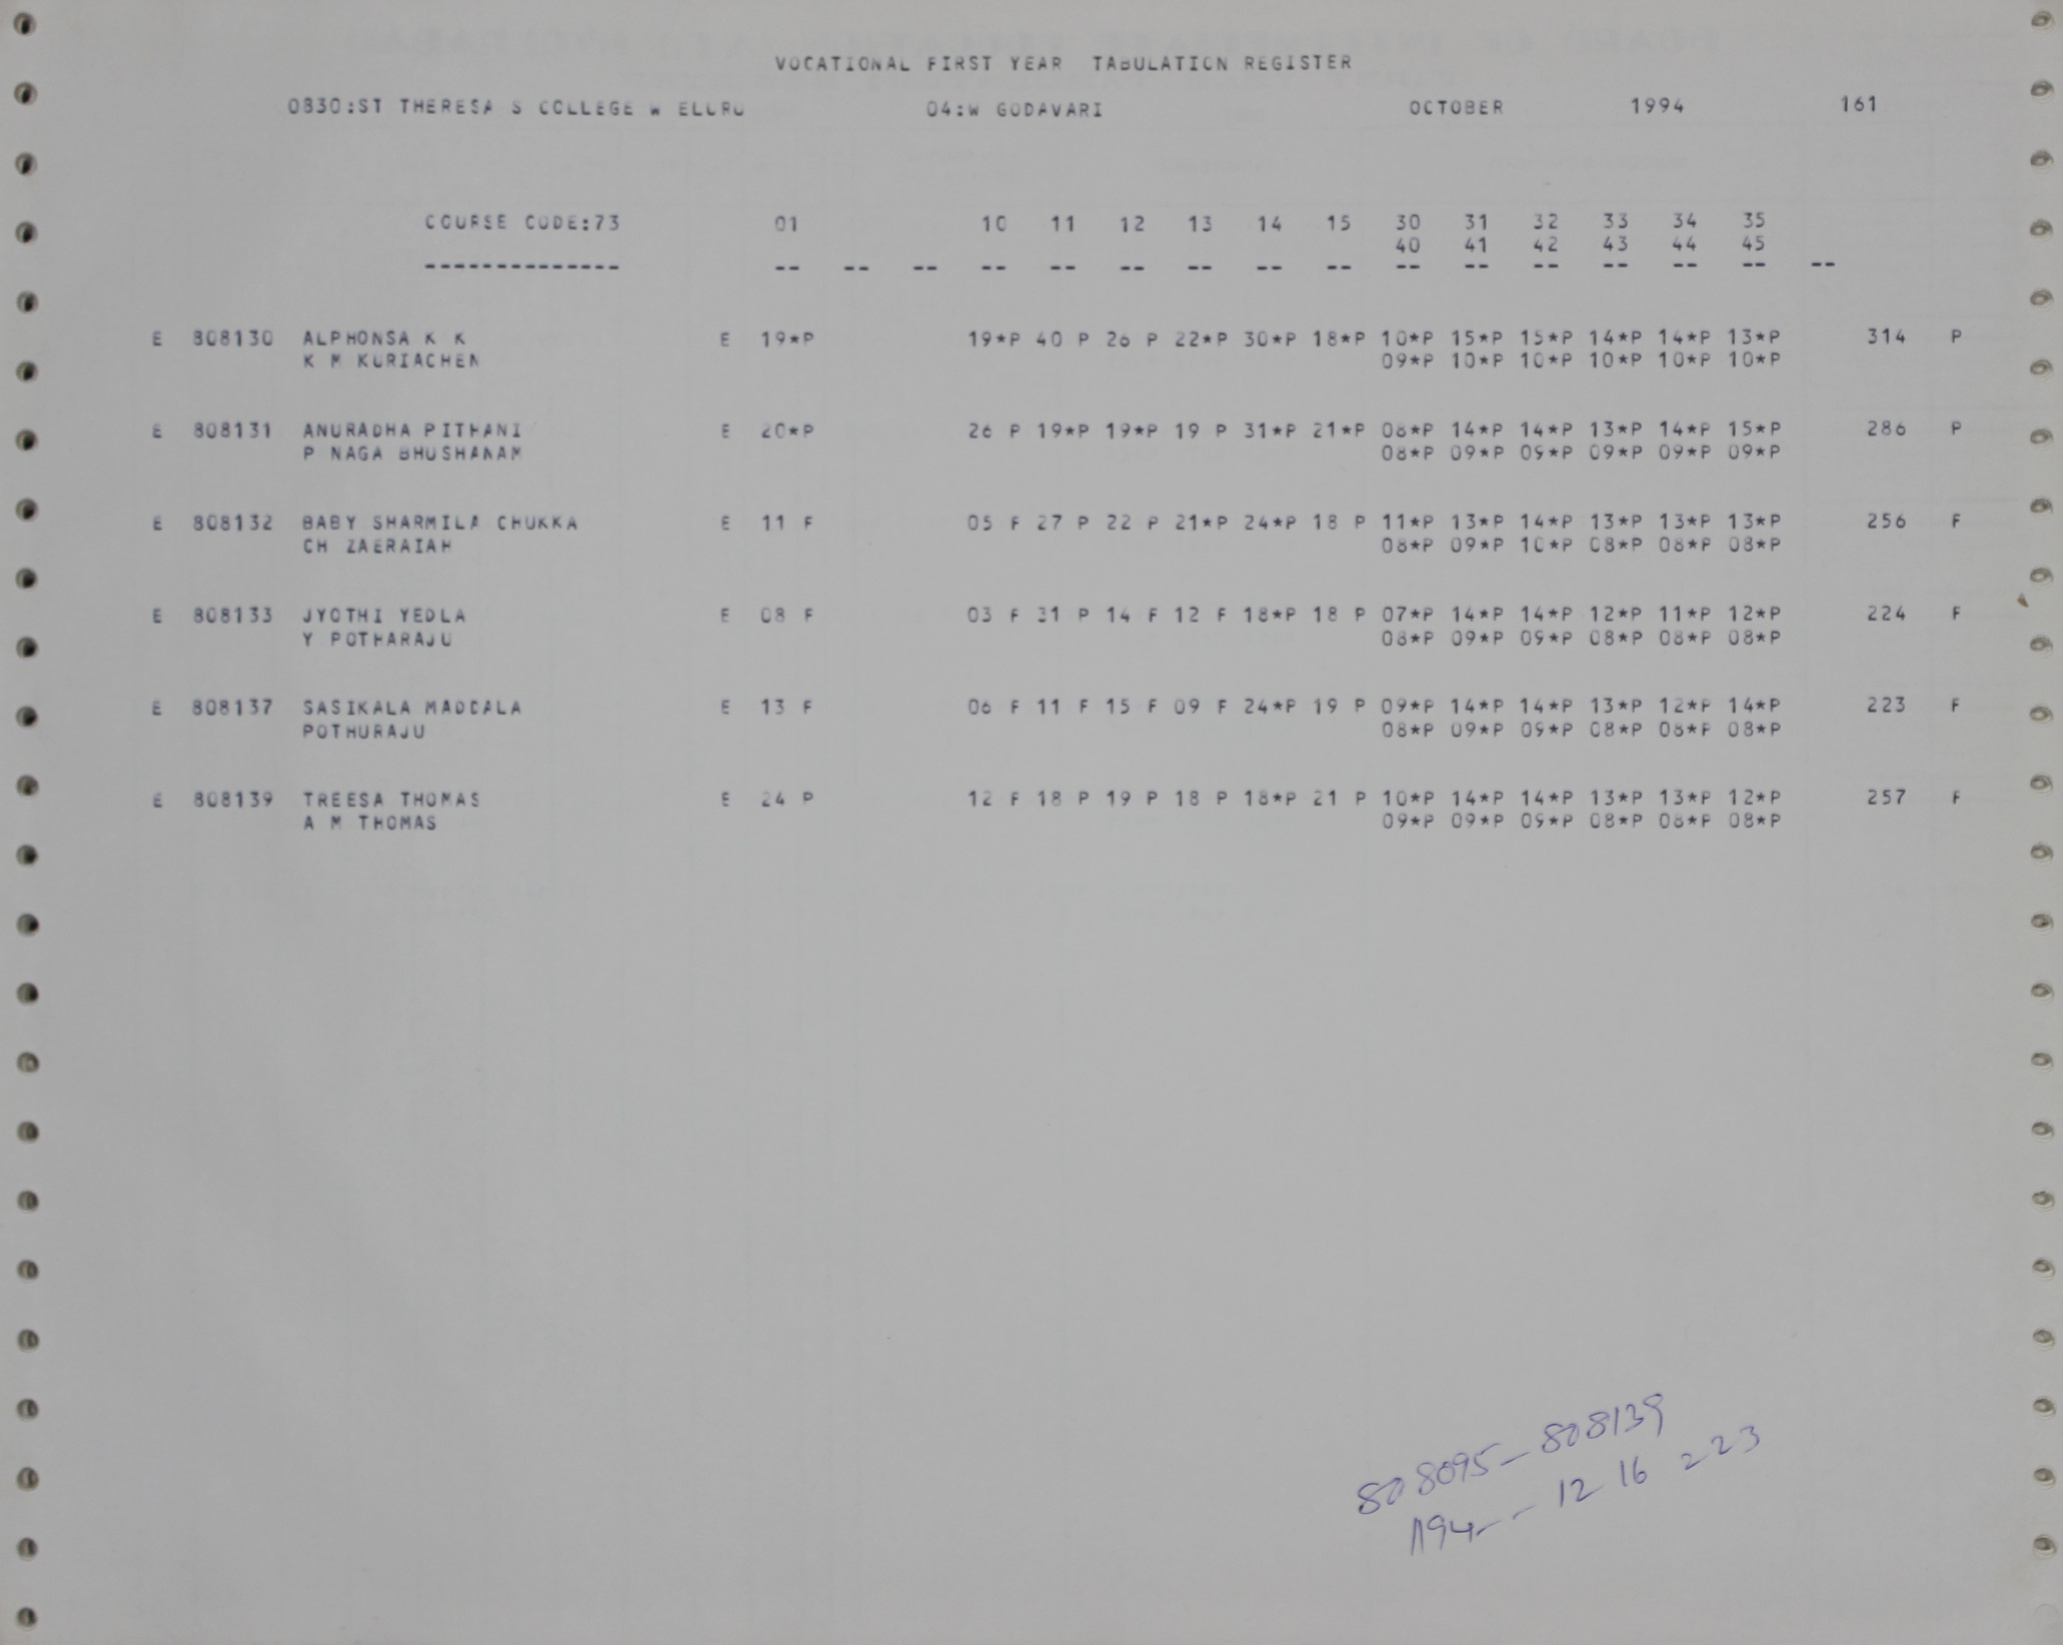 VOCATIONAL FIRST YEAR TABULATION REGISTER
0830:ST THERESA S COLLEGE W ELURU 04:W GODAVARI OCTOBER 1994 161
COURSE CODE:73 01 10 11 12 13 14 15 30 31 32 33 34 35
40 41 42 43 44 45
-------------- -- -- -- -- -- -- -- -- -- -- -- -- -- -- -- --
E 808130 ALPHONSA K K E 19*P 19*P 40 P 26 P 22*P 30*P 18*P 10*P 15*P 15*P 14*P 14*P 13*P 314 P
K M KURIACHEN 09*P 10*P 10*P 10*P 10*P 10*P
E 808131 ANURADHA PITHANI E 20*P 26 P 19*P 19*P 19 P 31*P 21*P 08*P 14*P 14*P 13*P 14*P 15*P 286 P
P NAGA BHUSHANAM 08*P 09*P 09*P 09*P 09*P 09*P
E 808132 BABY SHARMILA CHUKKA E 11 F 05 F 27 P 22 P 21*P 24*P 18 P 11*P 13*P 14*P 13*P 13*P 13*P 256 F
CH ZAERAIAH 08*P 09*P 10*P 08*P 08*P 08*P
E 808133 JYOTHI YEDLA E 08 F 03 F 31 P 14 F 12 F 18*P 18 P 07*P 14*P 14*P 12*P 11*P 12*P 224 F
Y POTHARAJU 08*P 09*P 09*P 08*P 08*P 08*P
E 808137 SASIKALA MADDALA E 13 F 06 F 11 F 15 F 09 F 24*P 19 P 09*P 14*P 14*P 13*P 12*P 14*P 223 F
POTHURAJU 08*P 09*P 09*P 08*P 08*P 08*P
E 808139 TREESA THOMAS E 24 P 12 F 18 P 19 P 18 P 18*P 21 P 10*P 14*P 14*P 13*P 13*P 12*P 257 F
A M THOMAS 09*P 09*P 09*P 08*P 08*P 08*P
808095 - 808139
12 16 223